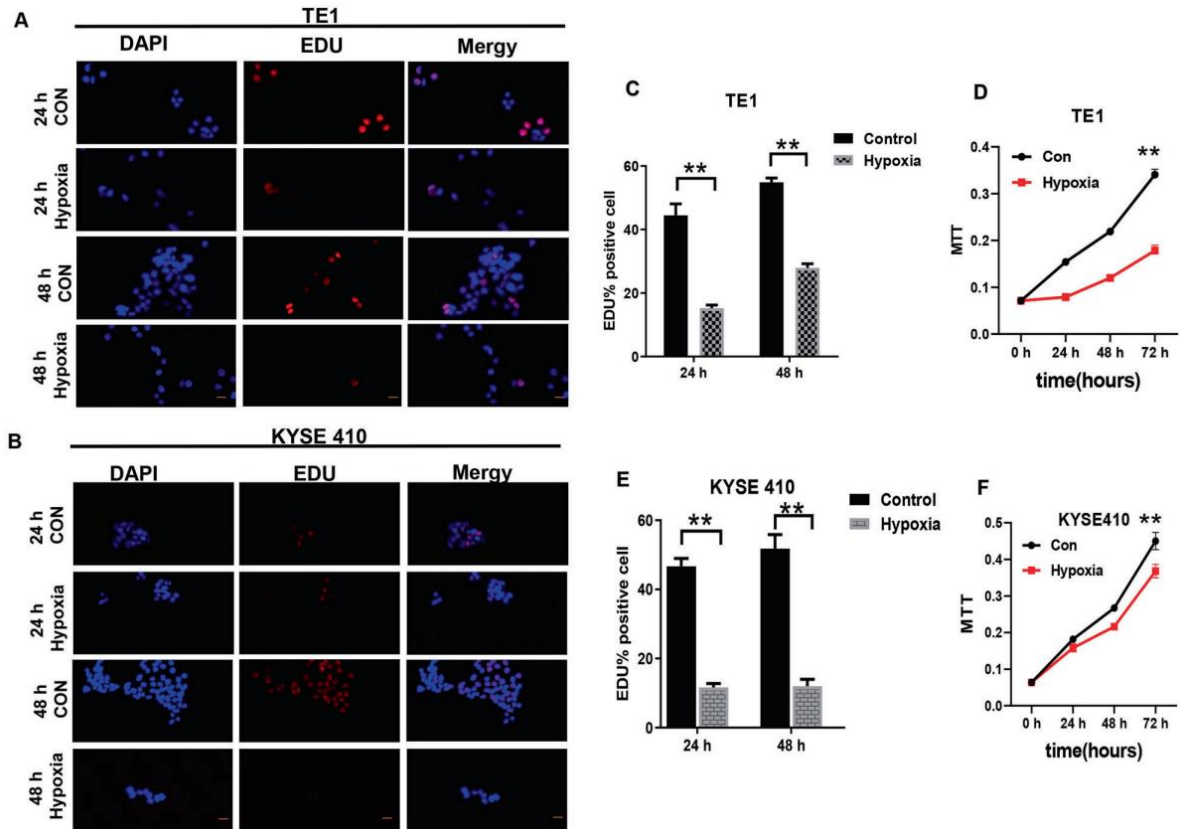 A
TE1
DAPI EDU Mergy
24 h CON
24 h Hypoxia
48 h CON
48 h Hypoxia
B
KYSE 410
DAPI EDU Mergy
24 h CON
24 h Hypoxia
48 h CON
48 h Hypoxia
C
TE1
Control
Hypoxia
**
**
EDU% positive cell
60
40
20
0
24 h 48 h
D
TE1
Con
Hypoxia
**
MTT
0.4
0.3
0.2
0.1
0.0
0 h 24 h 48 h 72 h
time(hours)
E
KYSE 410
Control
Hypoxia
**
**
EDU% positive cell
60
40
20
0
24 h 48 h
F
KYSE410
Con
Hypoxia
**
MTT
0.5
0.4
0.3
0.2
0.1
0.0
0 h 24 h 48 h 72 h
time(hours)